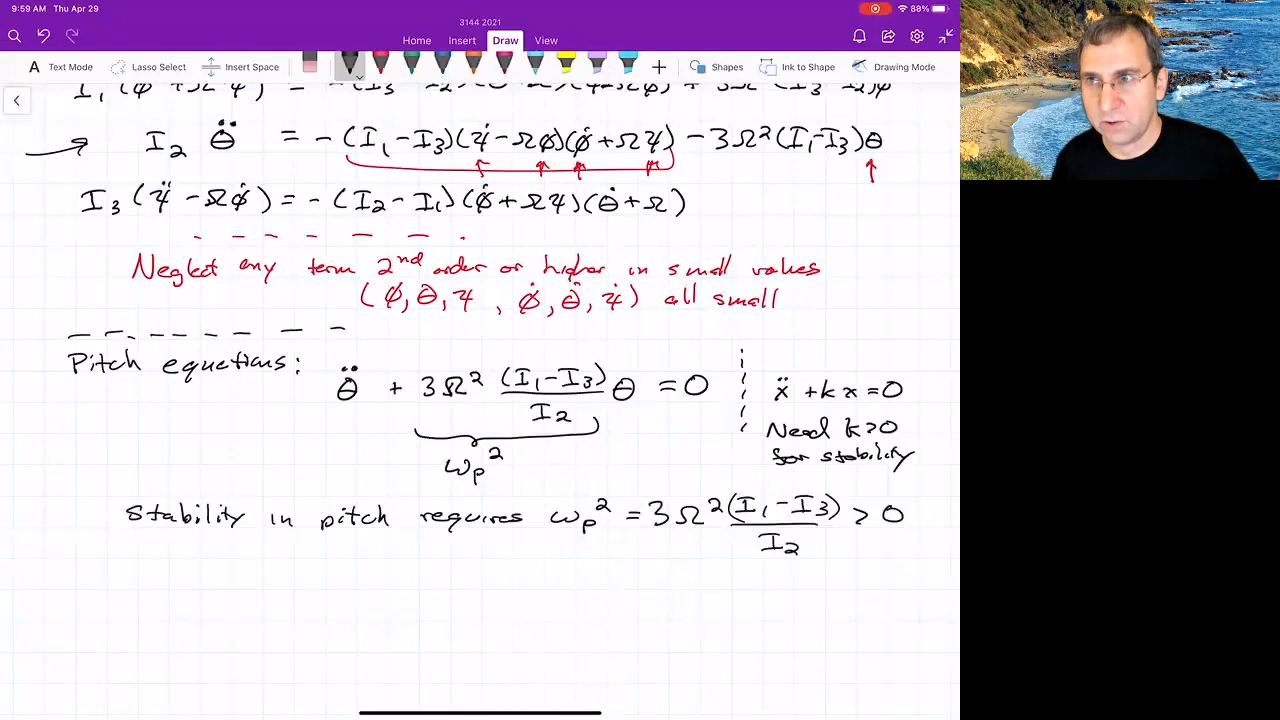 9:59 AM Thu Apr 29
88%
3144 2021
Home Insert Draw View
Text Mode Lasso Select Insert Space Shapes Ink to Shape Drawing Mode
I₂ θ̈ = - (I₁ - I₃)(ψ̇ - Ωφ)(φ̇ + Ωψ) - 3Ω²(I₁ - I₃)θ
I₃ (ψ̈ - Ωφ̇) = - (I₂ - I₁)(φ̇ + Ωψ)(θ̇ + Ω)
Neglect any term 2nd order or higher in small values
(φ, θ, ψ, φ̇, θ̇, ψ̇) all small
Pitch equations:
θ̈ + 3Ω² (I₁ - I₃)/I₂ θ = 0
ωp²
ẍ + k x = 0
Need k > 0
for stability
Stability in pitch requires ωp² = 3Ω² (I₁ - I₃)/I₂ > 0